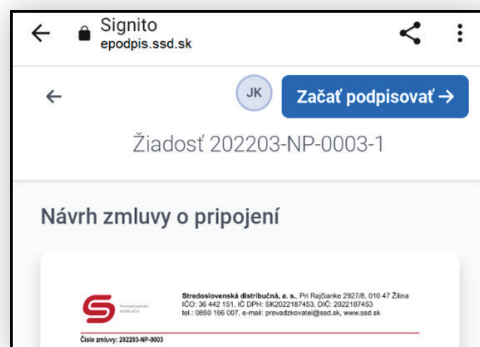 Signito
epodpis.ssd.sk
JK
Začať podpisovať →
Žiadosť 202203-NP-0003-1
Návrh zmluvy o pripojení
Stredoslovenská
distribučná
Stredoslovenská distribučná, a. s., Pri Rajčianke 2927/8, 010 47 Žilina
IČO: 36 442 151, IČ DPH: SK2022187453, DIČ: 2022187453
tel.: 0850 166 007, e-mail: prevadzkovatel@ssd.sk, www.ssd.sk
Číslo zmluvy: 202203-NP-0003